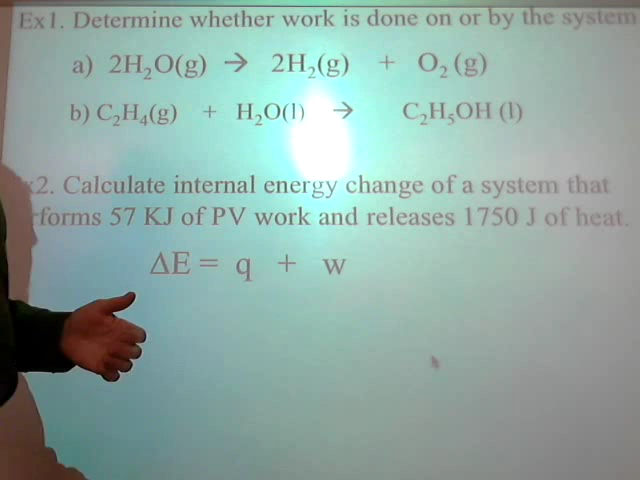 Ex1. Determine whether work is done on or by the system
a) 2H₂O(g) → 2H₂(g) + O₂ (g)
b) C₂H₄(g) + H₂O(l) → C₂H₅OH (l)
x2. Calculate internal energy change of a system that
rforms 57 KJ of PV work and releases 1750 J of heat.
ΔE = q + w